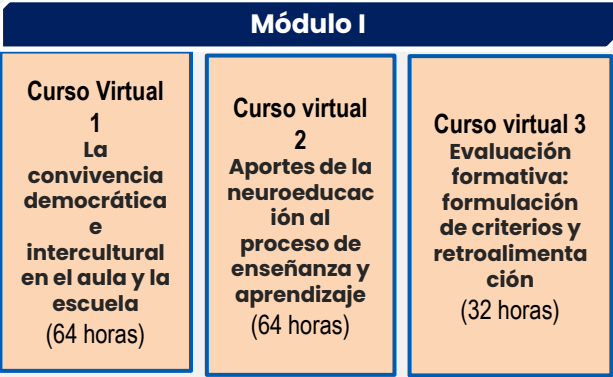 Módulo I
Curso Virtual
1
La
convivencia
democrática
e
intercultural
en el aula y la
escuela
(64 horas)
Curso virtual
2
Aportes de la
neuroeducac
ión al
proceso de
enseñanza y
aprendizaje
(64 horas)
Curso virtual 3
Evaluación
formativa:
formulación
de criterios y
retroalimenta
ción
(32 horas)